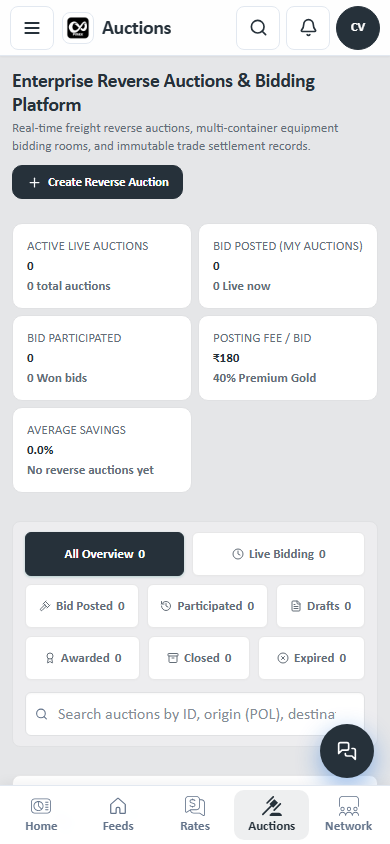 Auctions
CV
Enterprise Reverse Auctions & Bidding
Platform
Real-time freight reverse auctions, multi-container equipment
bidding rooms, and immutable trade settlement records.
Create Reverse Auction
ACTIVE LIVE AUCTIONS
0
0 total auctions
BID POSTED (MY AUCTIONS)
0
0 Live now
BID PARTICIPATED
0
0 Won bids
POSTING FEE / BID
₹180
40% Premium Gold
AVERAGE SAVINGS
0.0%
No reverse auctions yet
All Overview 0
Live Bidding 0
Bid Posted 0
Participated 0
Drafts 0
Awarded 0
Closed 0
Expired 0
Search auctions by ID, origin (POL), destina
Home
Feeds
Rates
Auctions
Network